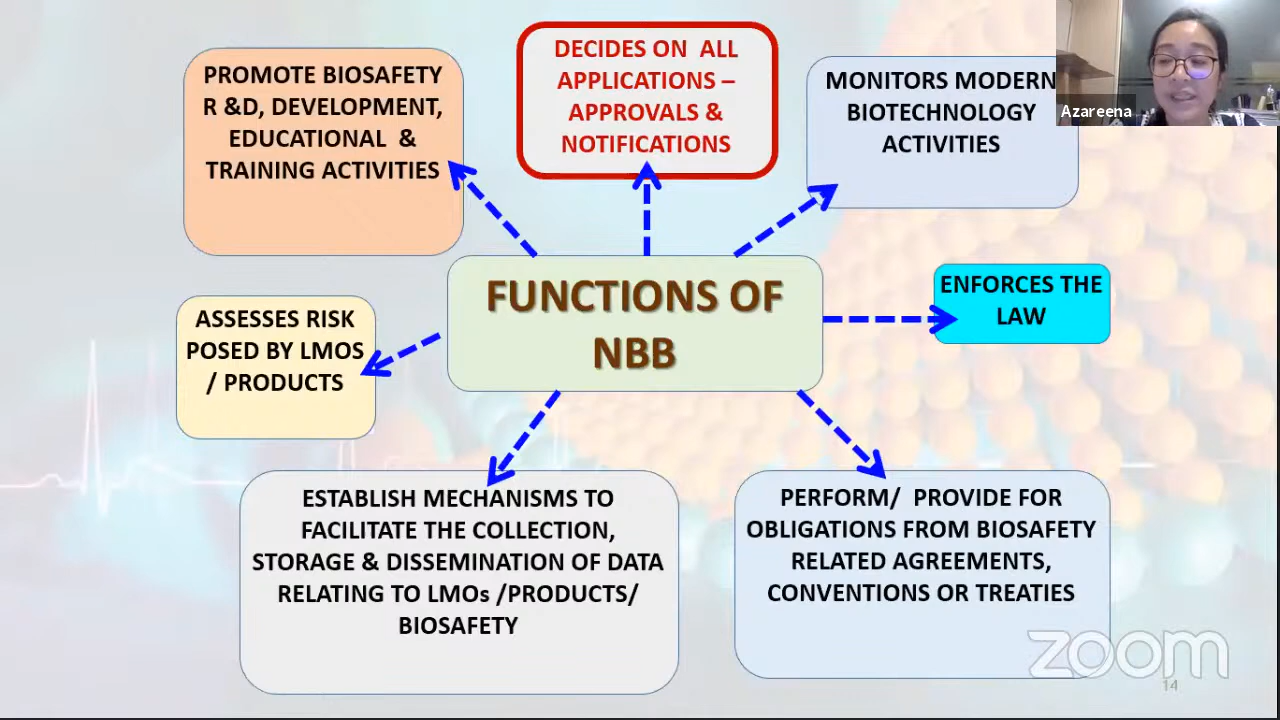 PROMOTE BIOSAFETY
R &D, DEVELOPMENT,
EDUCATIONAL &
TRAINING ACTIVITIES
DECIDES ON ALL
APPLICATIONS –
APPROVALS &
NOTIFICATIONS
MONITORS MODERN
BIOTECHNOLOGY
ACTIVITIES
Azareena
FUNCTIONS OF
NBB
ENFORCES THE
LAW
ASSESSES RISK
POSED BY LMOS
/ PRODUCTS
ESTABLISH MECHANISMS TO
FACILITATE THE COLLECTION,
STORAGE & DISSEMINATION OF DATA
RELATING TO LMOs /PRODUCTS/
BIOSAFETY
PERFORM/ PROVIDE FOR
OBLIGATIONS FROM BIOSAFETY
RELATED AGREEMENTS,
CONVENTIONS OR TREATIES
zoom
14